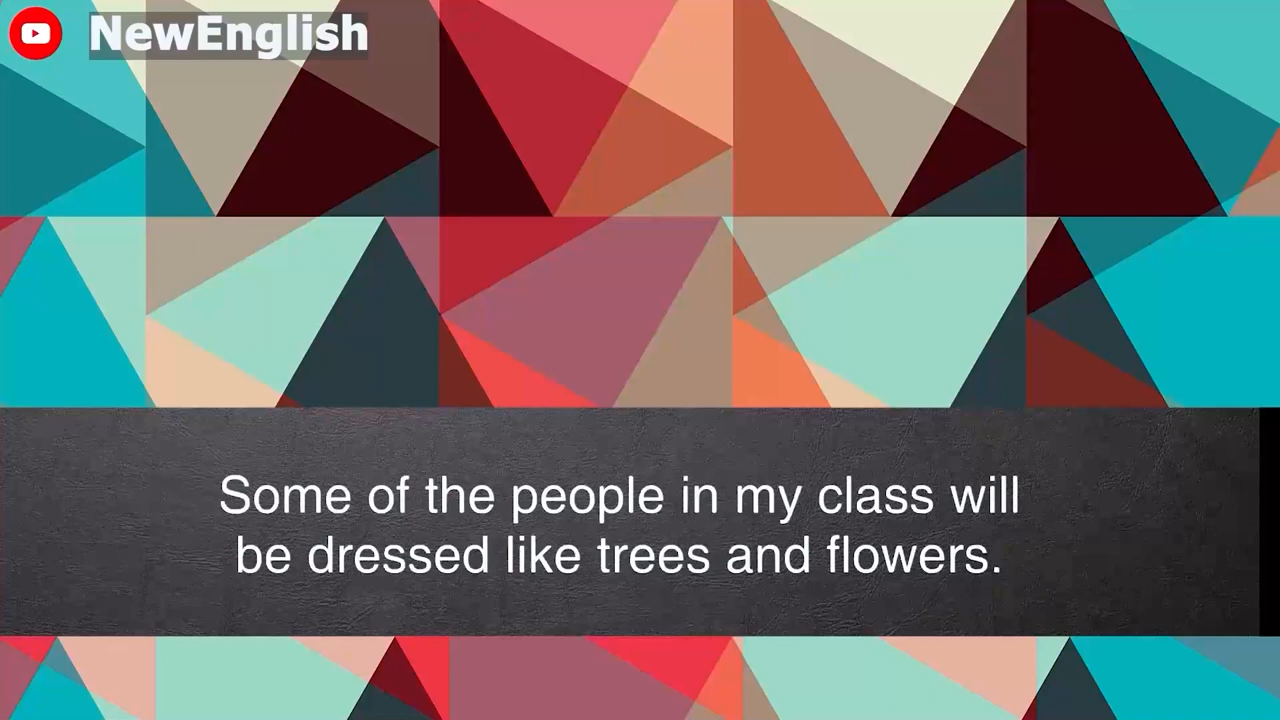 NewEnglish
Some of the people in my class will
be dressed like trees and flowers.